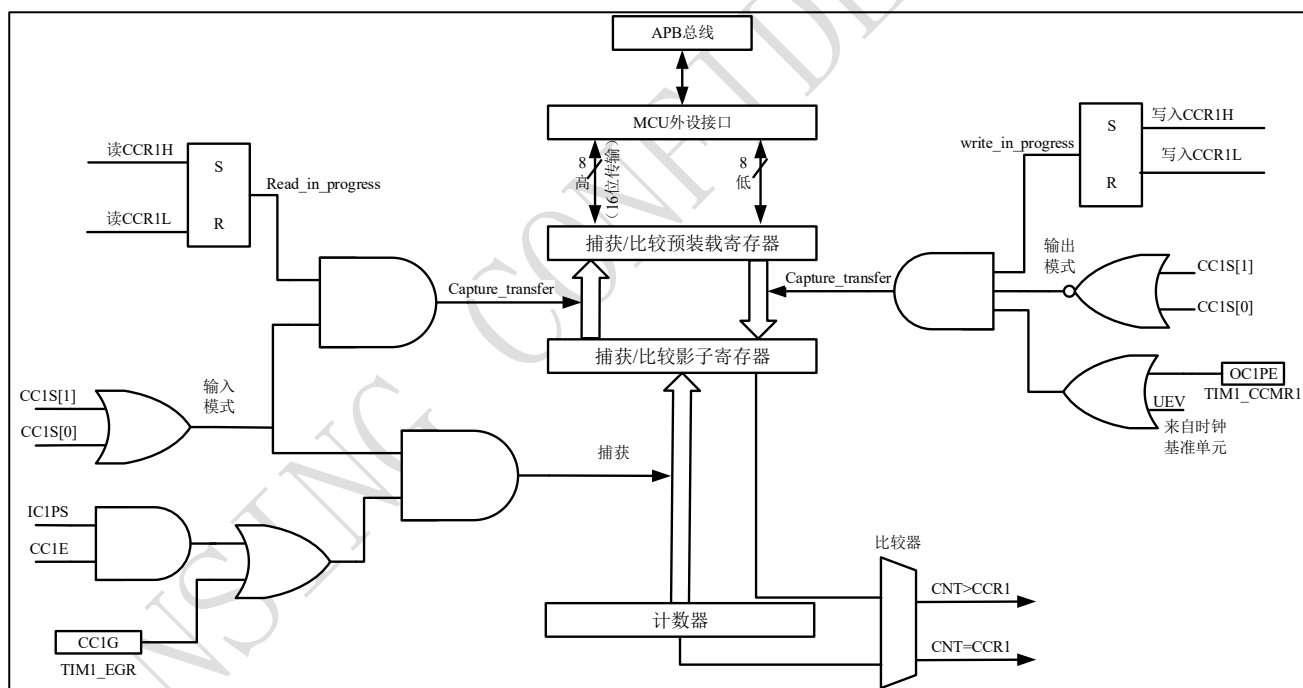 APB总线
MCU外设接口
8
高
（16位传输）
8
低
读CCR1H
读CCR1L
S
R
Read_in_progress
write_in_progress
S
R
写入CCR1H
写入CCR1L
捕获/比较预装载寄存器
Capture_transfer
Capture_transfer
输出
模式
CC1S[1]
CC1S[0]
捕获/比较影子寄存器
OC1PE
TIM1_CCMR1
UEV
来自时钟
基准单元
CC1S[1]
CC1S[0]
输入
模式
捕获
IC1PS
CC1E
CC1G
TIM1_EGR
计数器
比较器
CNT>CCR1
CNT=CCR1
NSING CONFIDE